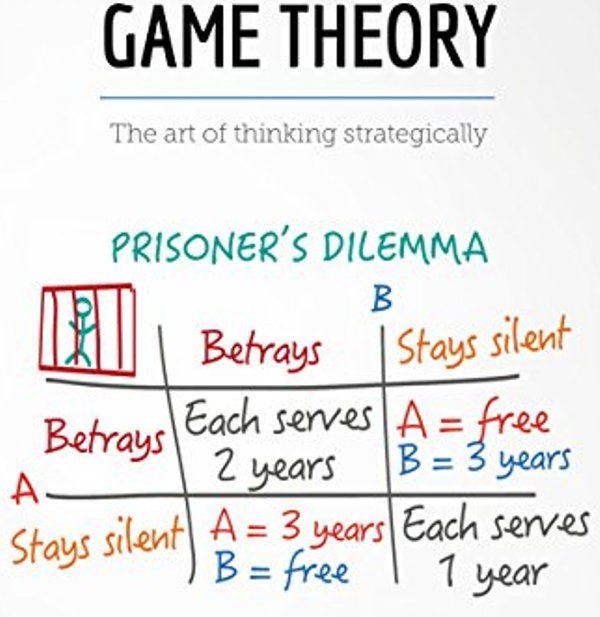 GAME THEORY
The art of thinking strategically
PRISONER'S DILEMMA
B
Betrays Stays silent
Betrays Each serves A = free
2 years B = 3 years
A
Stays silent A = 3 years Each serves
B = free 1 year